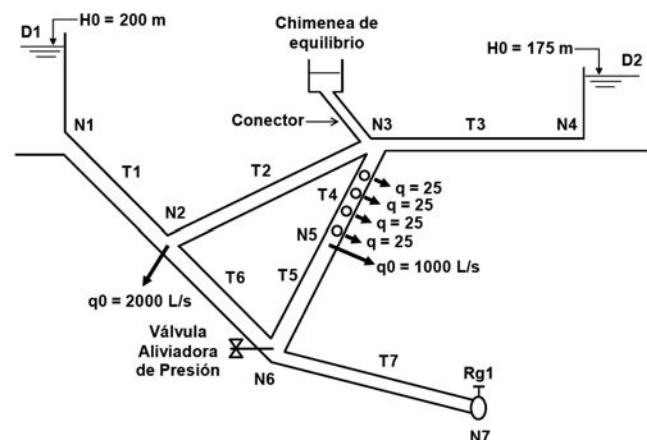 H0 = 200 m
D1
Chimenea de
equilibrio
H0 = 175 m
D2
Conector
N1
N3
T3
N4
T1
T2
T4
q = 25
q = 25
q = 25
q = 25
N2
N5
T6
T5
q0 = 1000 L/s
q0 = 2000 L/s
Válvula
Aliviadora
de Presión
N6
T7
Rg1
N7